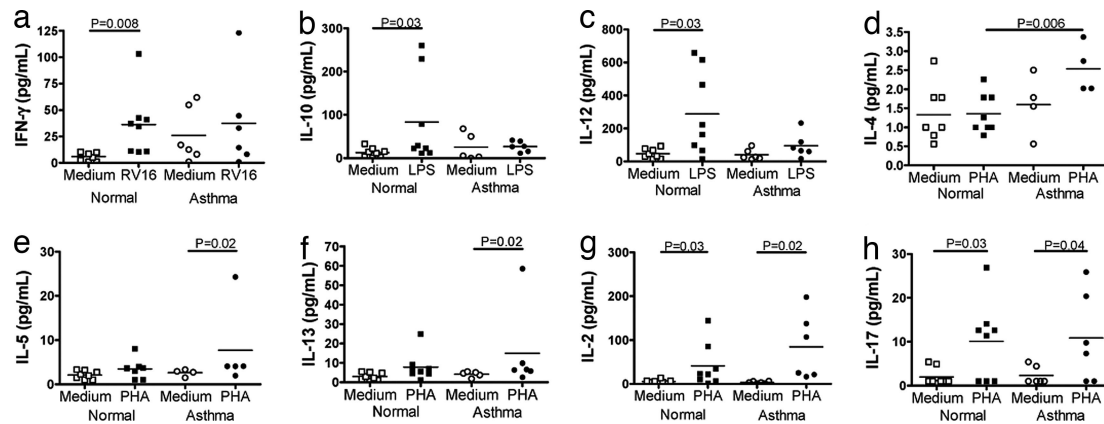 a
P=0.008
IFN-γ (pg/mL)
125
100
75
50
25
0
Medium RV16 Medium RV16
Normal Asthma
b
P=0.03
IL-10 (pg/mL)
300
200
100
0
Medium LPS Medium LPS
Normal Asthma
c
P=0.03
IL-12 (pg/mL)
800
600
400
200
0
Medium LPS Medium LPS
Normal Asthma
d
P=0.006
IL-4 (pg/mL)
3.5
3.0
2.5
2.0
1.5
1.0
0.5
0.0
Medium PHA Medium PHA
Normal Asthma
e
P=0.02
IL-5 (pg/mL)
30
20
10
0
Medium PHA Medium PHA
Normal Asthma
f
P=0.02
IL-13 (pg/mL)
70
60
50
40
30
20
10
0
Medium PHA Medium PHA
Normal Asthma
g
P=0.03 P=0.02
IL-2 (pg/mL)
300
200
100
0
Medium PHA Medium PHA
Normal Asthma
h
P=0.03 P=0.04
IL-17 (pg/mL)
30
20
10
0
Medium PHA Medium PHA
Normal Asthma